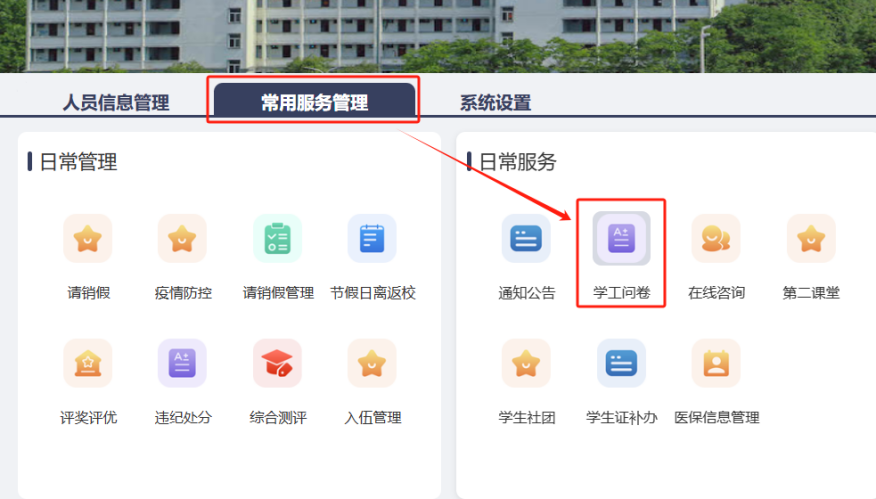 人员信息管理 常用服务管理 系统设置
日常管理
请销假 疫情防控 请销假管理 节假日离返校
评奖评优 违纪处分 综合测评 入伍管理
日常服务
通知公告 学工问卷 在线咨询 第二课堂
学生社团 学生证补办 医保信息管理